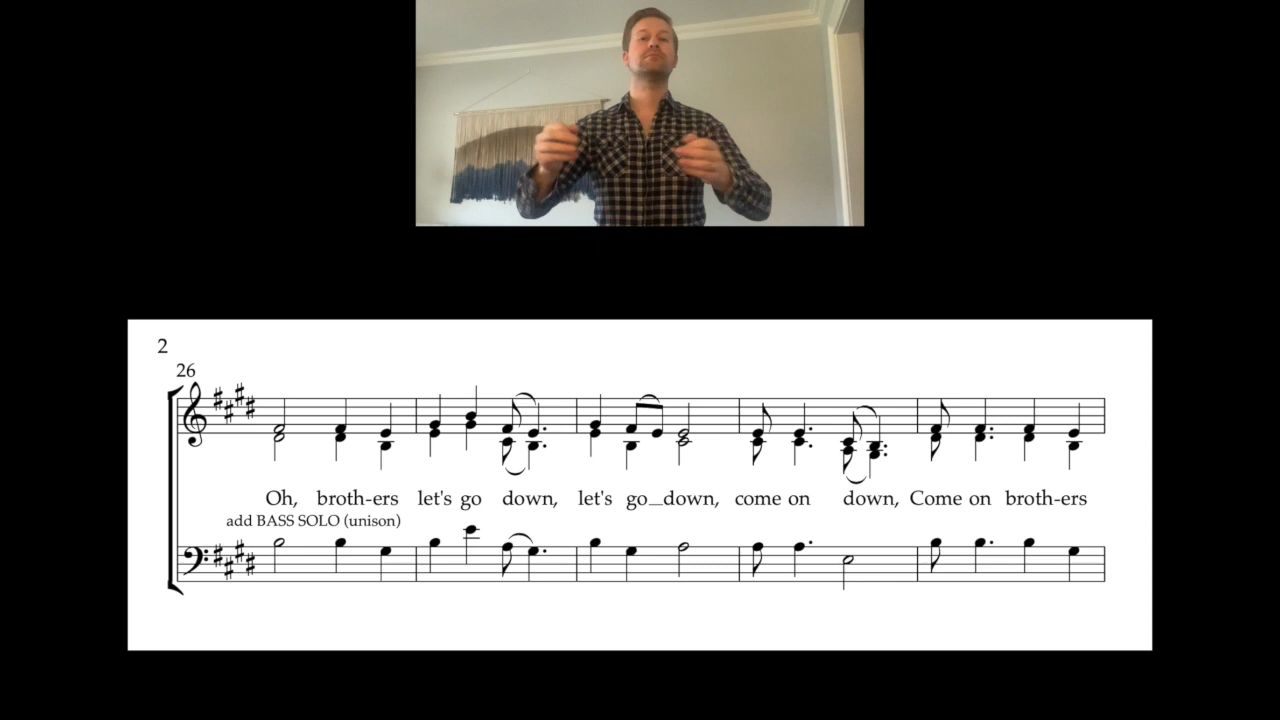 2
26
Oh, broth-ers let's go down, let's go_down, come on down, Come on broth-ers
add BASS SOLO (unison)